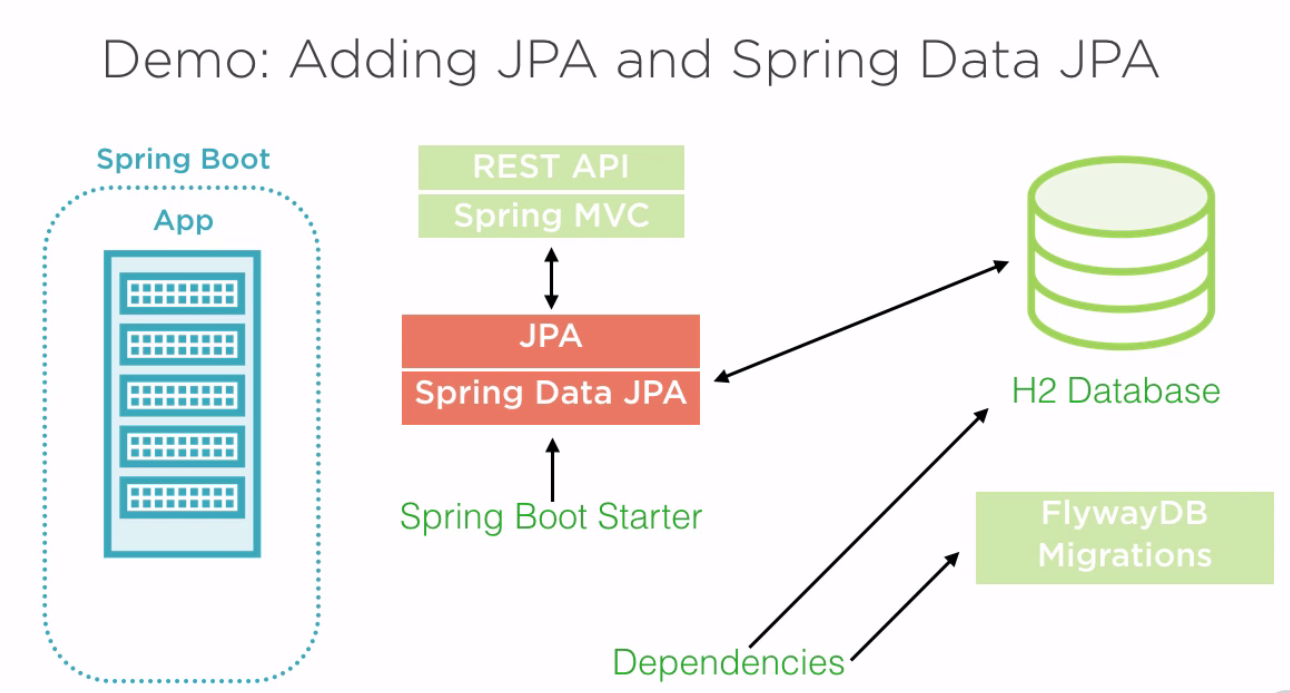 Demo: Adding JPA and Spring Data JPA
Spring Boot
App
REST API
Spring MVC
JPA
Spring Data JPA
Spring Boot Starter
H2 Database
FlywayDB
Migrations
Dependencies